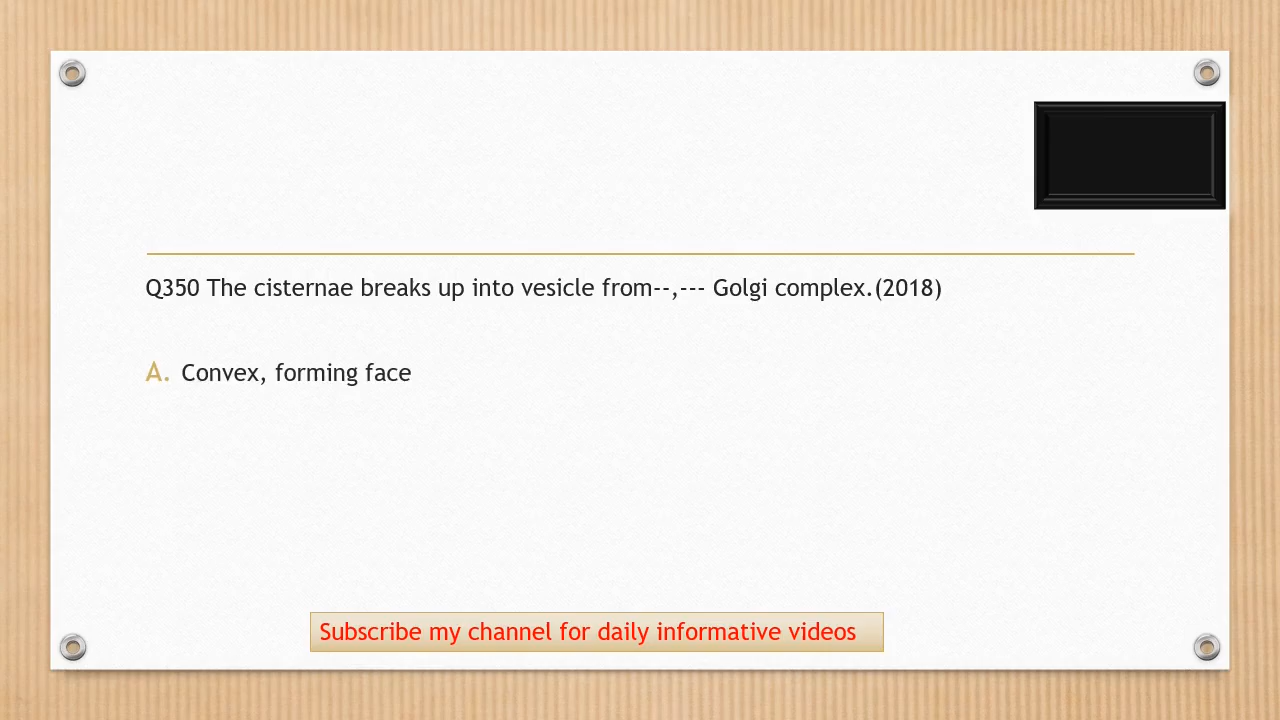 Q350 The cisternae breaks up into vesicle from--,--- Golgi complex.(2018)
A. Convex, forming face
Subscribe my channel for daily informative videos